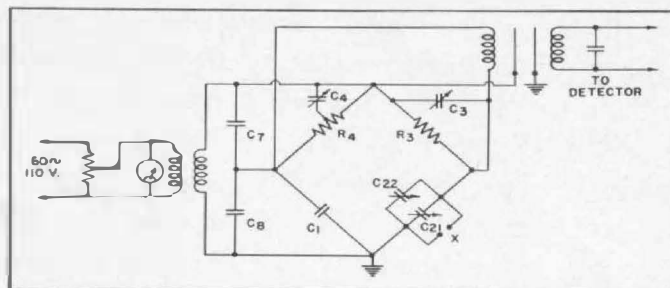 C4
C3
TO
DETECTOR
C7
R4
R3
60~
110 V.
C22
C8
C1
C21
X